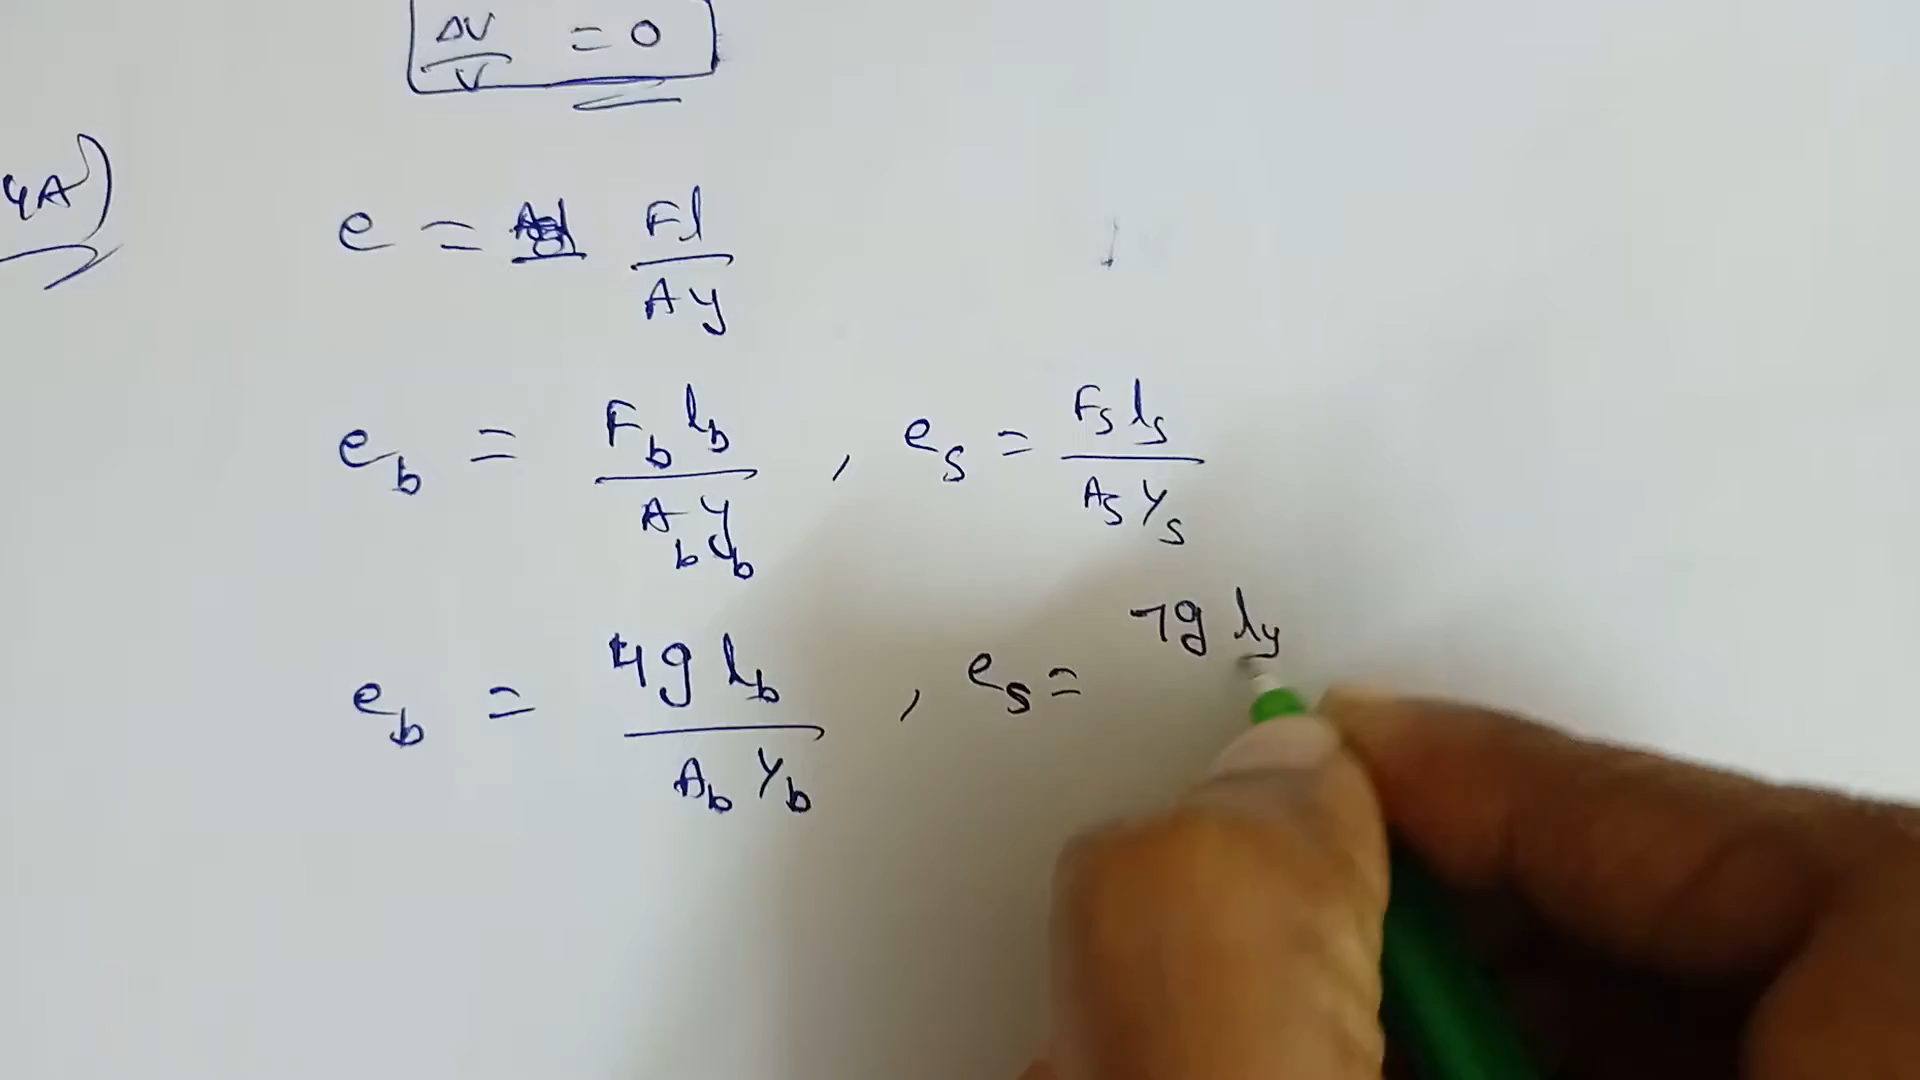 ΔV/V = 0
4A)
e = Fl/Ay
e_b = F_b l_b/A_b y_b , e_s = F_s l_s/A_s Y_s
e_b = 4g l_b/A_b Y_b , e_s = 7g l_y